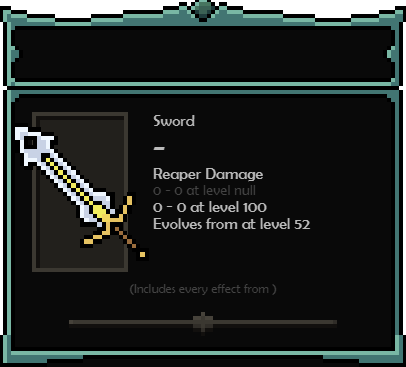 Sword
–
Reaper Damage
0 - 0 at level null
0 - 0 at level 100
Evolves from at level 52
(Includes every effect from )